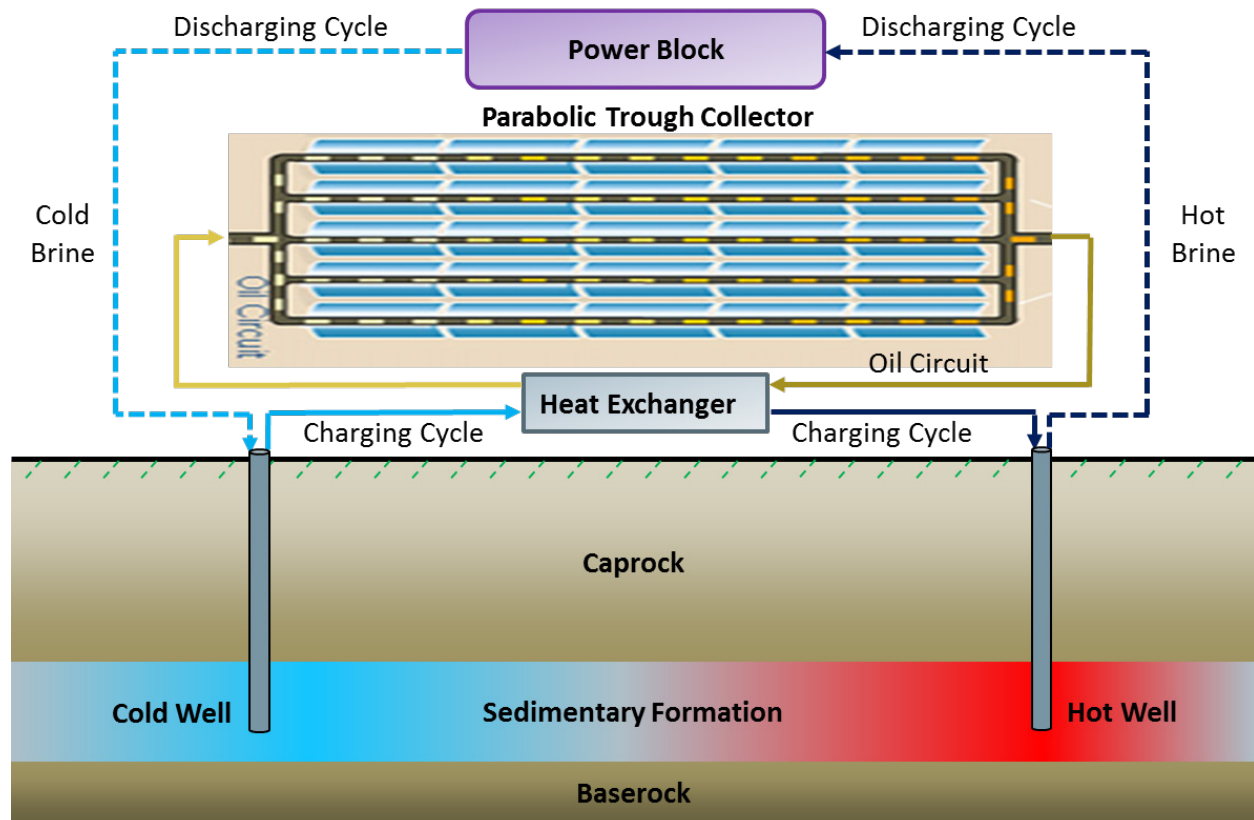 Discharging Cycle
Power Block
Discharging Cycle
Parabolic Trough Collector
Cold
Brine
Hot
Brine
Oil Circuit
Oil Circuit
Heat Exchanger
Charging Cycle
Charging Cycle
Caprock
Cold Well
Sedimentary Formation
Hot Well
Baserock